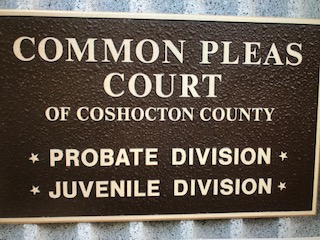 COMMON PLEAS
COURT
OF COSHOCTON COUNTY
★ PROBATE DIVISION ★
★ JUVENILE DIVISION ★